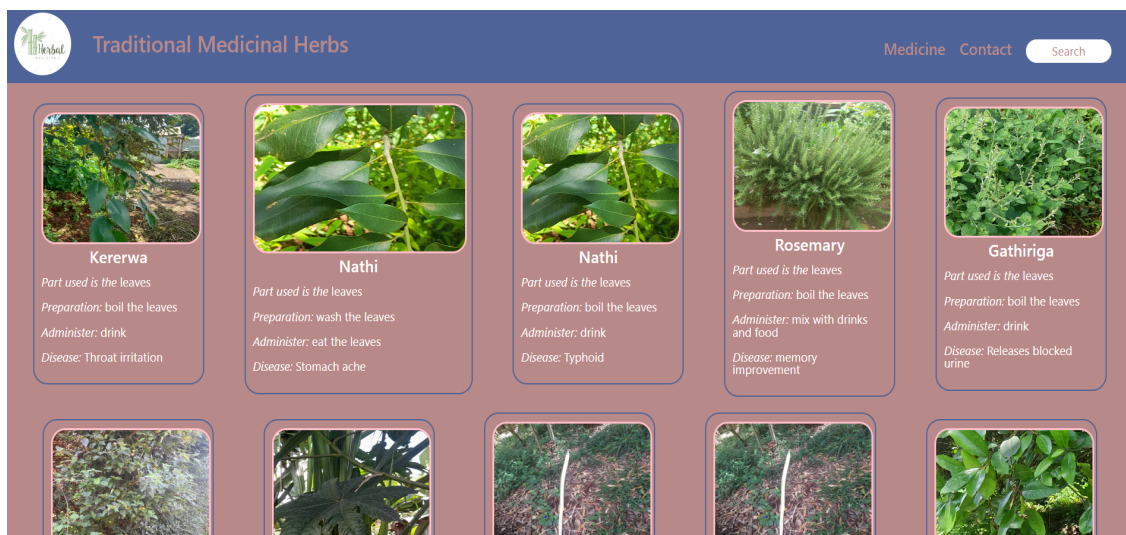 Herbal
Traditional Medicinal Herbs
Medicine
Contact
Search
Kererwa
Part used is the leaves
Preparation: boil the leaves
Administer: drink
Disease: Throat irritation
Nathi
Part used is the leaves
Preparation: wash the leaves
Administer: eat the leaves
Disease: Stomach ache
Nathi
Part used is the leaves
Preparation: boil the leaves
Administer: drink
Disease: Typhoid
Rosemary
Part used is the leaves
Preparation: boil the leaves
Administer: mix with drinks
and food
Disease: memory
improvement
Gathiriga
Part used is the leaves
Preparation: boil the leaves
Administer: drink
Disease: Releases blocked
urine